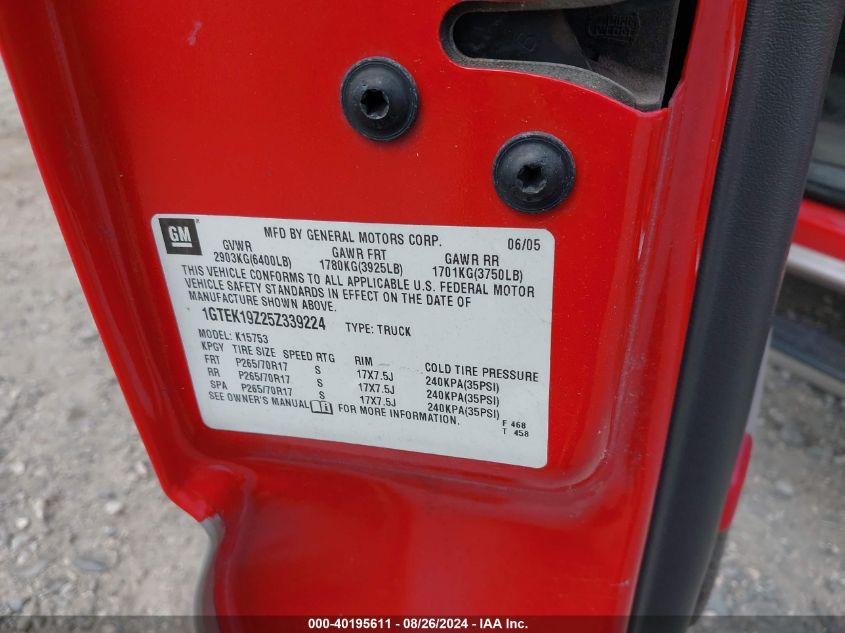 GM
MFD BY GENERAL MOTORS CORP. 06/05
GVWR GAWR FRT GAWR RR
2903KG(6400LB) 1780KG(3925LB) 1701KG(3750LB)
THIS VEHICLE CONFORMS TO ALL APPLICABLE U.S. FEDERAL MOTOR
VEHICLE SAFETY STANDARDS IN EFFECT ON THE DATE OF
MANUFACTURE SHOWN ABOVE.
1GTEK19Z25Z339224 TYPE: TRUCK
MODEL: K15753
KPGY TIRE SIZE SPEED RTG RIM COLD TIRE PRESSURE
FRT P265/70R17 S 17X7.5J 240KPA(35PSI)
RR P265/70R17 S 17X7.5J 240KPA(35PSI)
SPA P265/70R17 S 17X7.5J 240KPA(35PSI)
SEE OWNER'S MANUAL FOR MORE INFORMATION.
F 468
T 458
000-40195611 - 08/26/2024 - IAA Inc.